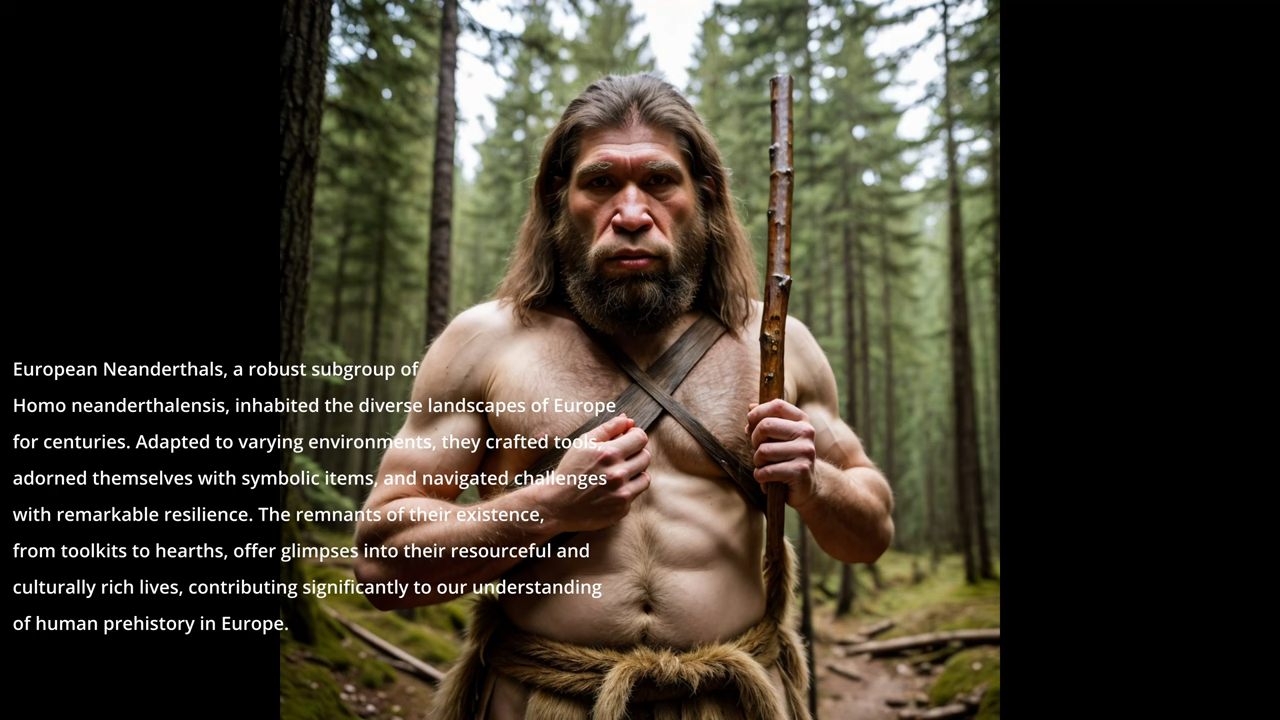 European Neanderthals, a robust subgroup of
Homo neanderthalensis, inhabited the diverse landscapes of Europe
for centuries. Adapted to varying environments, they crafted tools,
adorned themselves with symbolic items, and navigated challenges
with remarkable resilience. The remnants of their existence,
from toolkits to hearths, offer glimpses into their resourceful and
culturally rich lives, contributing significantly to our understanding
of human prehistory in Europe.